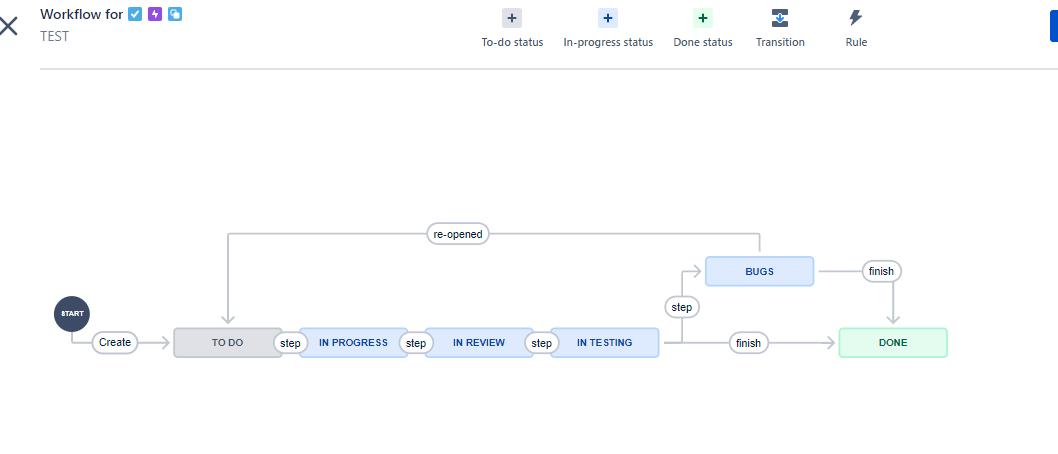 Workflow for
TEST
To-do status
In-progress status
Done status
Transition
Rule
re-opened
BUGS
finish
START
step
Create
TO DO
step
IN PROGRESS
step
IN REVIEW
step
IN TESTING
finish
DONE